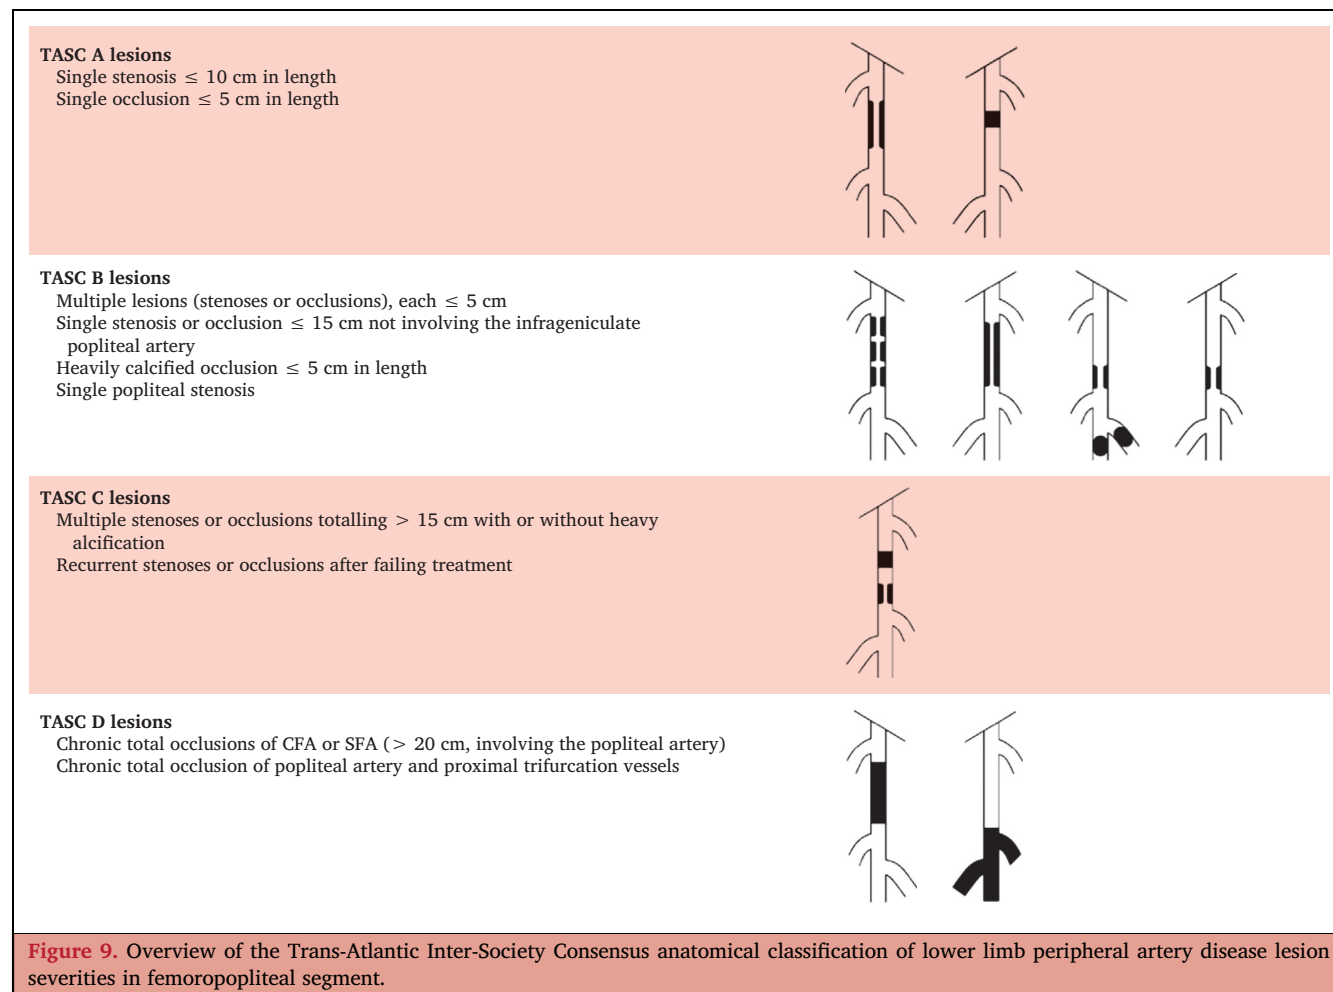 TASC A lesions
Single stenosis ≤ 10 cm in length
Single occlusion ≤ 5 cm in length
TASC B lesions
Multiple lesions (stenoses or occlusions), each ≤ 5 cm
Single stenosis or occlusion ≤ 15 cm not involving the infrageniculate
popliteal artery
Heavily calcified occlusion ≤ 5 cm in length
Single popliteal stenosis
TASC C lesions
Multiple stenoses or occlusions totalling > 15 cm with or without heavy
alcification
Recurrent stenoses or occlusions after failing treatment
TASC D lesions
Chronic total occlusions of CFA or SFA (> 20 cm, involving the popliteal artery)
Chronic total occlusion of popliteal artery and proximal trifurcation vessels
Figure 9. Overview of the Trans-Atlantic Inter-Society Consensus anatomical classification of lower limb peripheral artery disease lesion
severities in femoropopliteal segment.